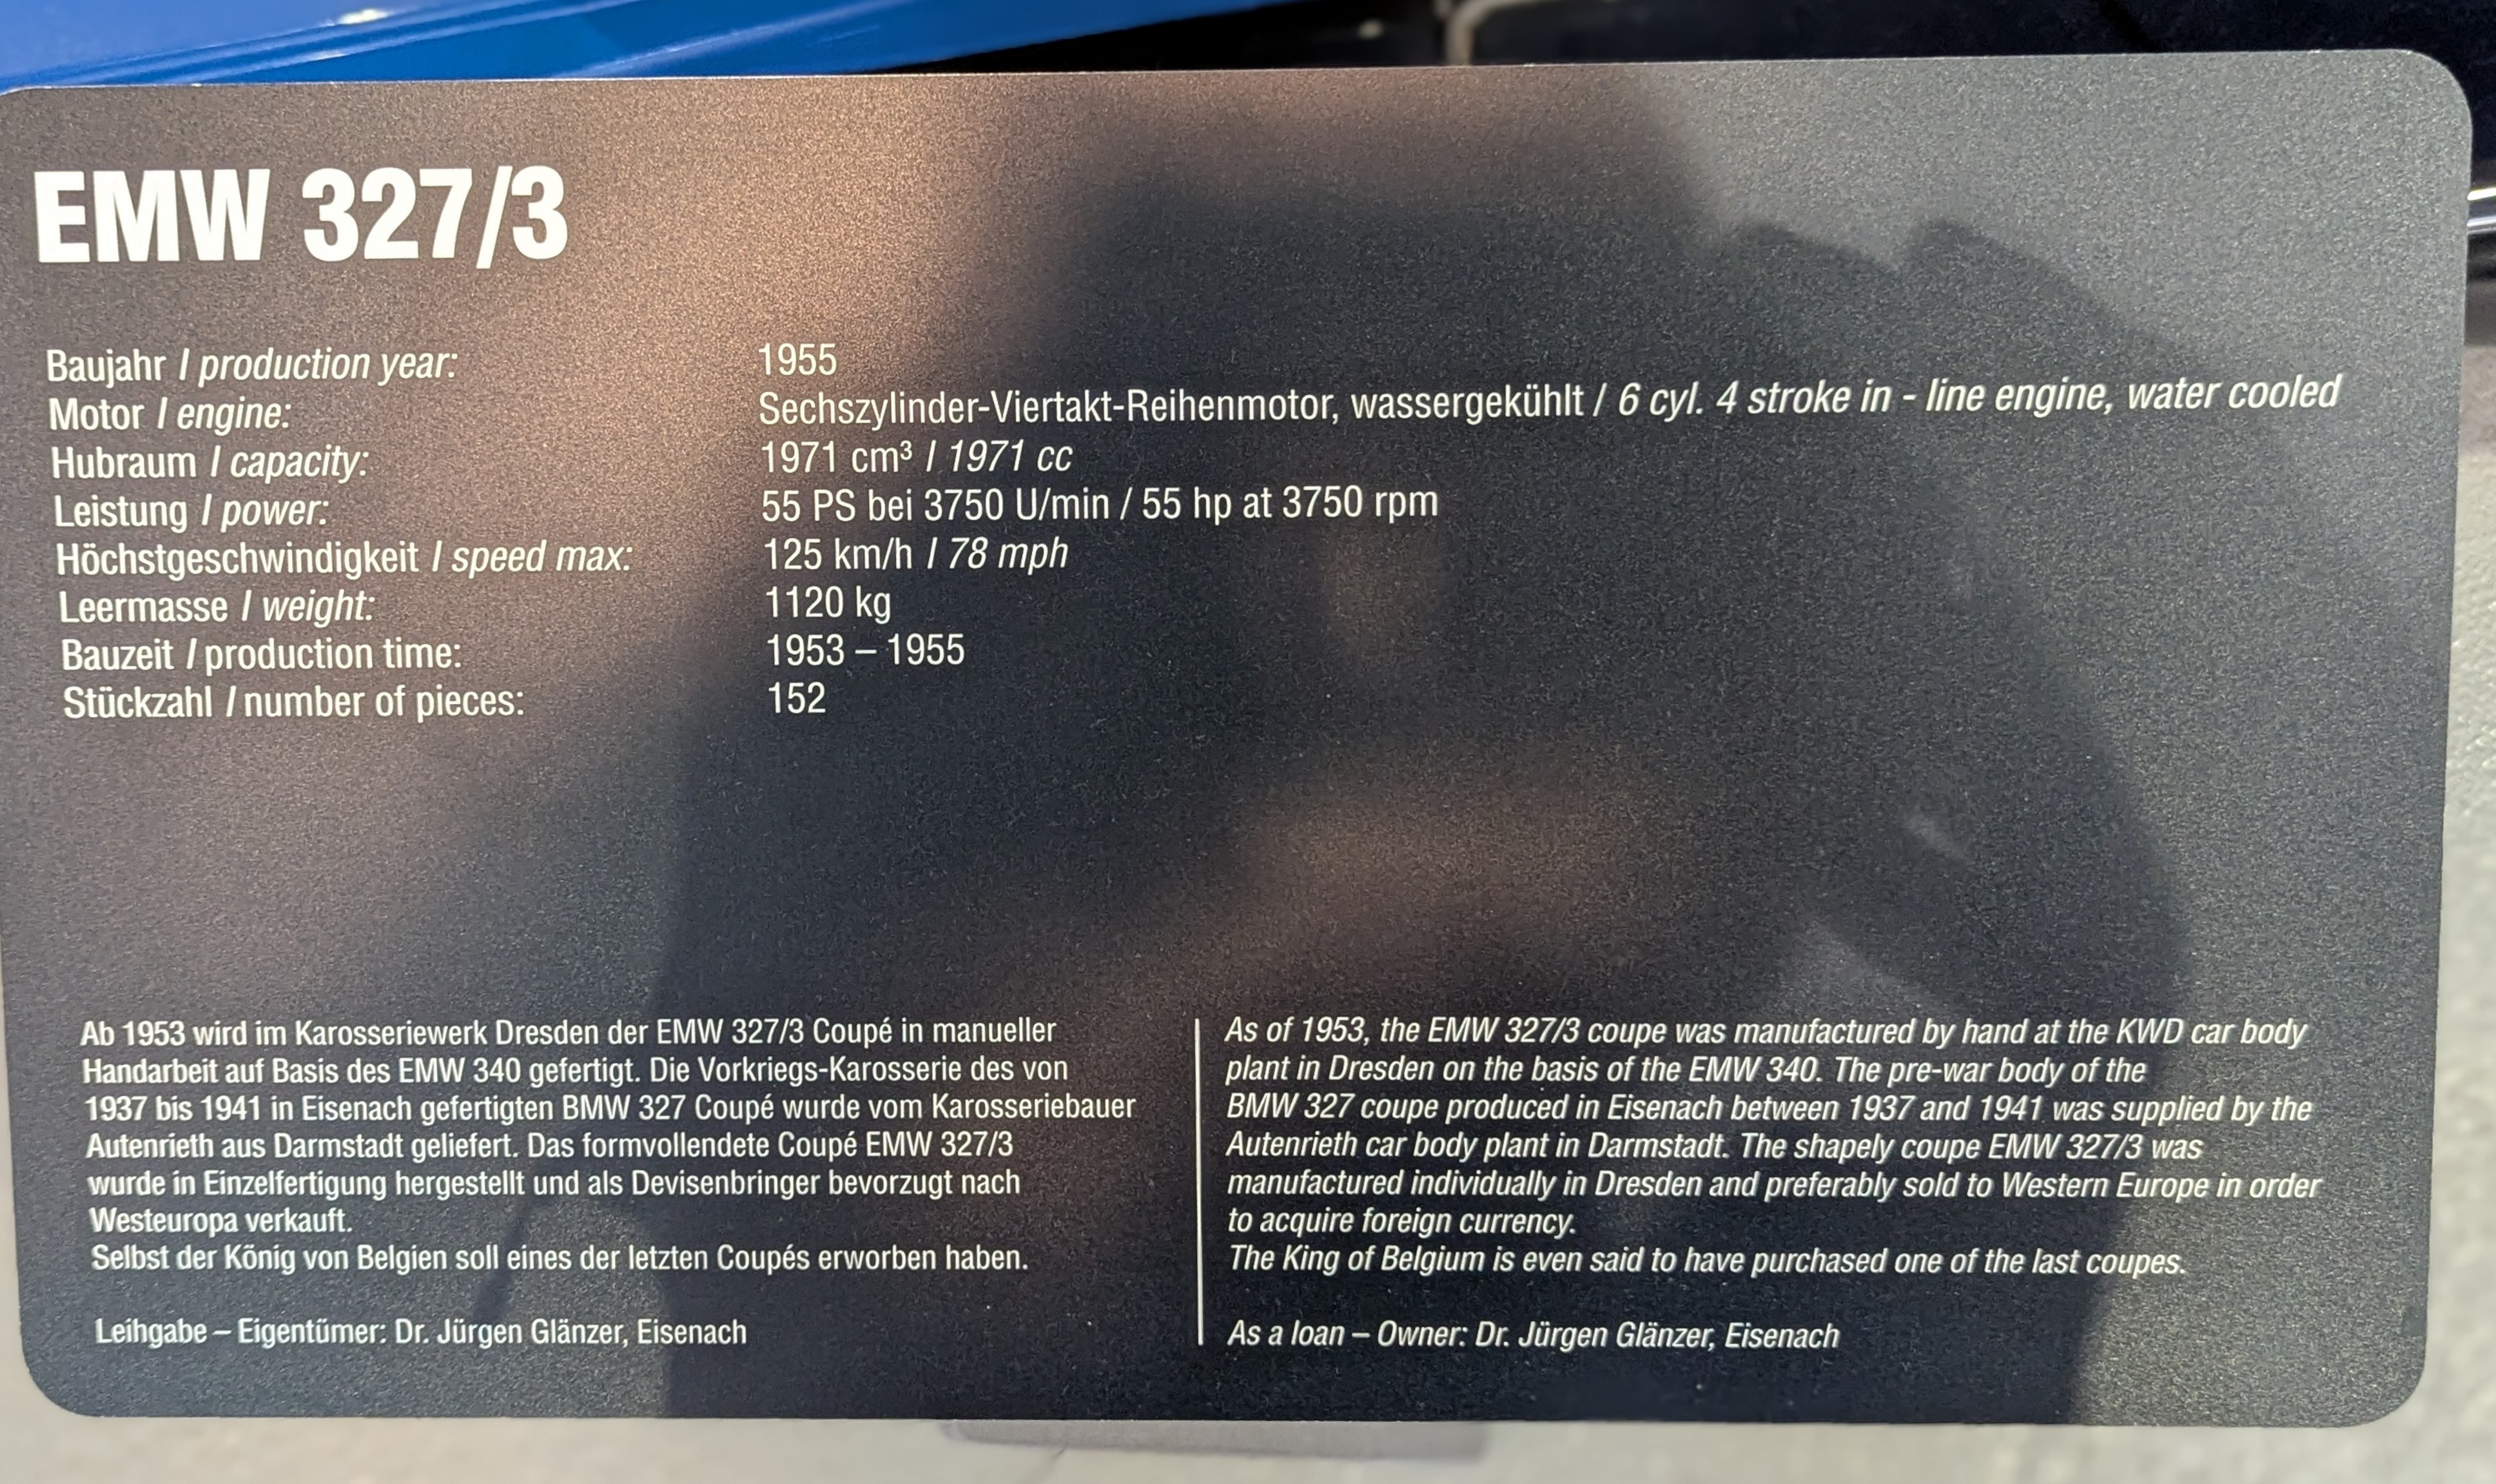 EMW 327/3
Baujahr / production year: 1955
Motor / engine: Sechszylinder-Viertakt-Reihenmotor, wassergekühlt / 6 cyl. 4 stroke in - line engine, water cooled
Hubraum / capacity: 1971 cm³ / 1971 cc
Leistung / power: 55 PS bei 3750 U/min / 55 hp at 3750 rpm
Höchstgeschwindigkeit / speed max: 125 km/h / 78 mph
Leermasse / weight: 1120 kg
Bauzeit / production time: 1953 – 1955
Stückzahl / number of pieces: 152
Ab 1953 wird im Karosseriewerk Dresden der EMW 327/3 Coupé in manueller
Handarbeit auf Basis des EMW 340 gefertigt. Die Vorkriegs-Karosserie des von
1937 bis 1941 in Eisenach gefertigten BMW 327 Coupé wurde vom Karosseriebauer
Autenrieth aus Darmstadt geliefert. Das formvollendete Coupé EMW 327/3
wurde in Einzelfertigung hergestellt und als Devisenbringer bevorzugt nach
Westeuropa verkauft.
Selbst der König von Belgien soll eines der letzten Coupés erworben haben.
Leihgabe – Eigentümer: Dr. Jürgen Glänzer, Eisenach
As of 1953, the EMW 327/3 coupe was manufactured by hand at the KWD car body
plant in Dresden on the basis of the EMW 340. The pre-war body of the
BMW 327 coupe produced in Eisenach between 1937 and 1941 was supplied by the
Autenrieth car body plant in Darmstadt. The shapely coupe EMW 327/3 was
manufactured individually in Dresden and preferably sold to Western Europe in order
to acquire foreign currency.
The King of Belgium is even said to have purchased one of the last coupes.
As a loan – Owner: Dr. Jürgen Glänzer, Eisenach